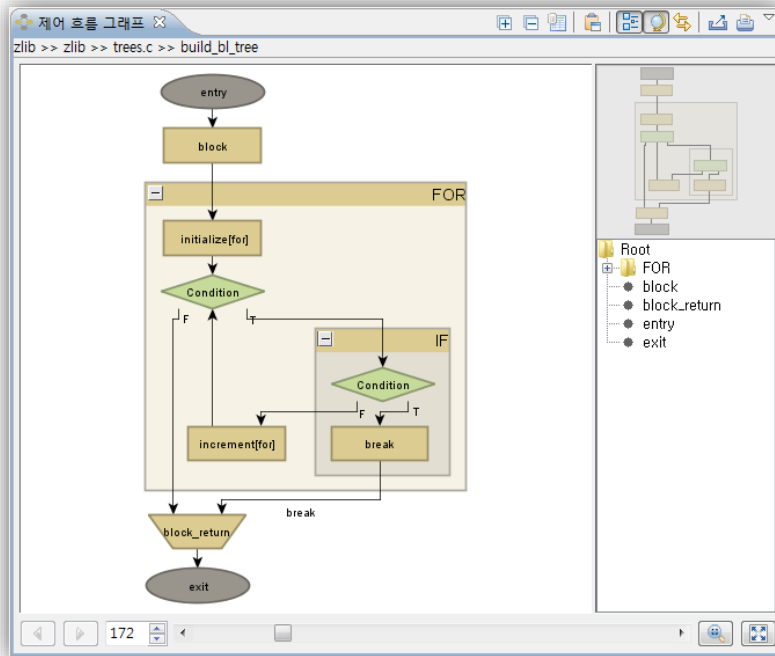 제어 흐름 그래프
zlib >> zlib >> trees.c >> build_bl_tree
entry
block
FOR
initialize[for]
Condition
F
T
IF
Condition
F
T
increment[for]
break
break
block_return
exit
Root
FOR
block
block_return
entry
exit
172